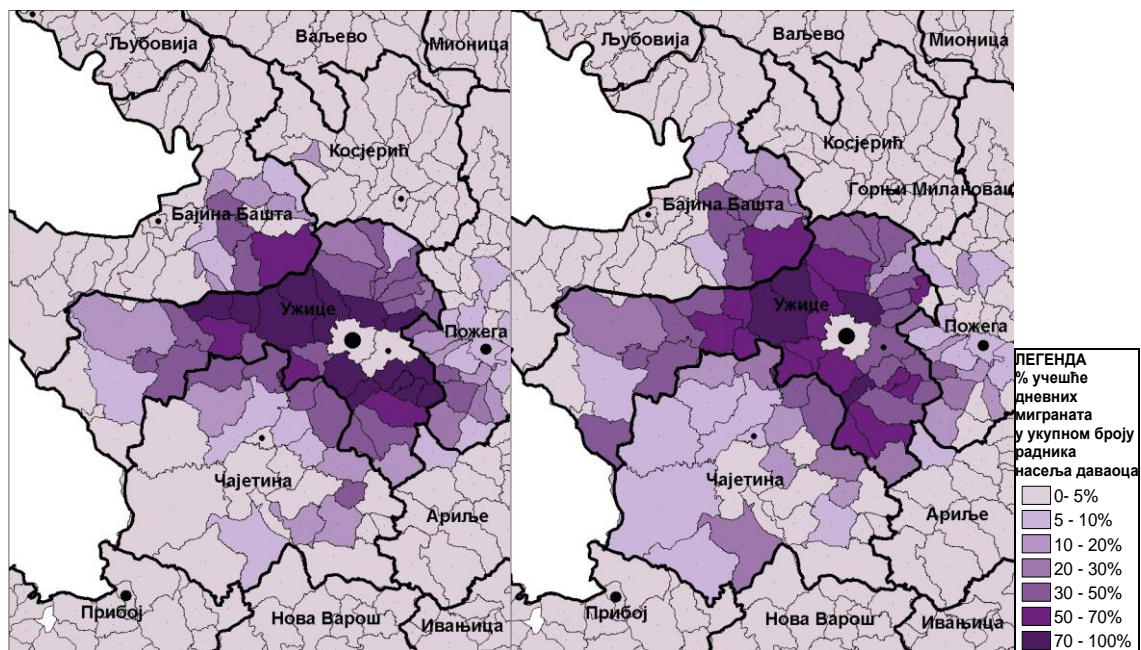 Љубовија
Ваљево
Мионица
Косјерић
Бајина Башта
Ужице
Пожега
Чајетина
Ариље
Прибој
Нова Варош
Ивањица
Љубовија
Ваљево
Мионица
Косјерић
Горњи Милановац
Бајина Башта
Ужице
Пожега
Чајетина
Ариље
Прибој
Нова Варош
Ивањица
ЛЕГЕНДА
% учешће
дневних
миграната
у укупном броју
радника
насеља даваоца
0- 5%
5 - 10%
10 - 20%
20 - 30%
30 - 50%
50 - 70%
70 - 100%